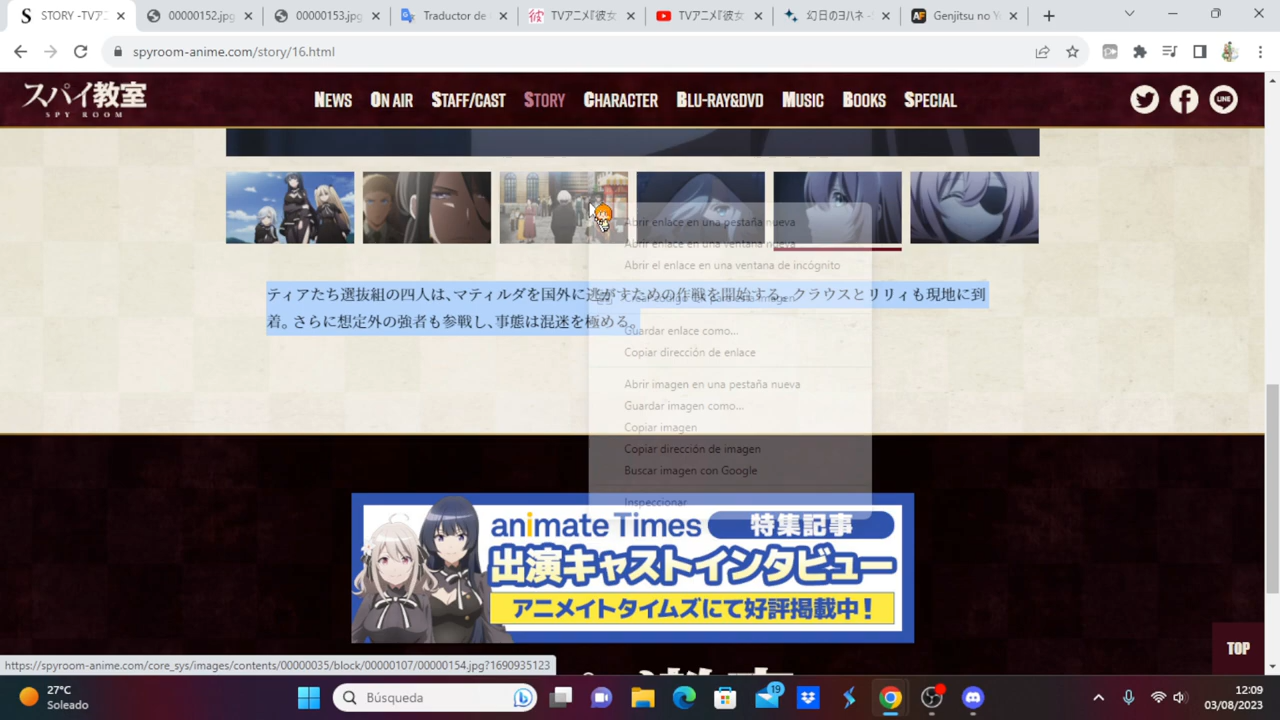 STORY -TVア
00000152.jpg
00000153.jpg
Traductor de
TVアニメ『彼女
TVアニメ『彼女
幻日のヨハネ -
Genjitsu no Yo
spyroom-anime.com/story/16.html
スパイ教室
SPY ROOM
NEWS
ON AIR
STAFF/CAST
STORY
CHARACTER
BLU-RAY&DVD
MUSIC
BOOKS
SPECIAL
LINE
Abrir enlace en una pestaña nueva
Abrir enlace en una ventana nueva
Abrir el enlace en una ventana de incógnito
ティアたち選抜組の四人は、マティルダを国外に逃がすための作戦を開始する。クラウスとリリィも現地に到
着。さらに想定外の強者も参戦し、事態は混迷を極める。
Guardar enlace como...
Copiar dirección de enlace
Abrir imagen en una pestaña nueva
Guardar imagen como...
Copiar imagen
Copiar dirección de imagen
Buscar imagen con Google
Inspeccionar
animate Times 特集記事
出演キャストインタビュー
アニメイトタイムズにて好評掲載中！
TOP
https://spyroom-anime.com/core_sys/images/contents/00000035/block/00000107/00000154.jpg?1690935123
27°C
Soleado
Búsqueda
19
12:09
03/08/2023